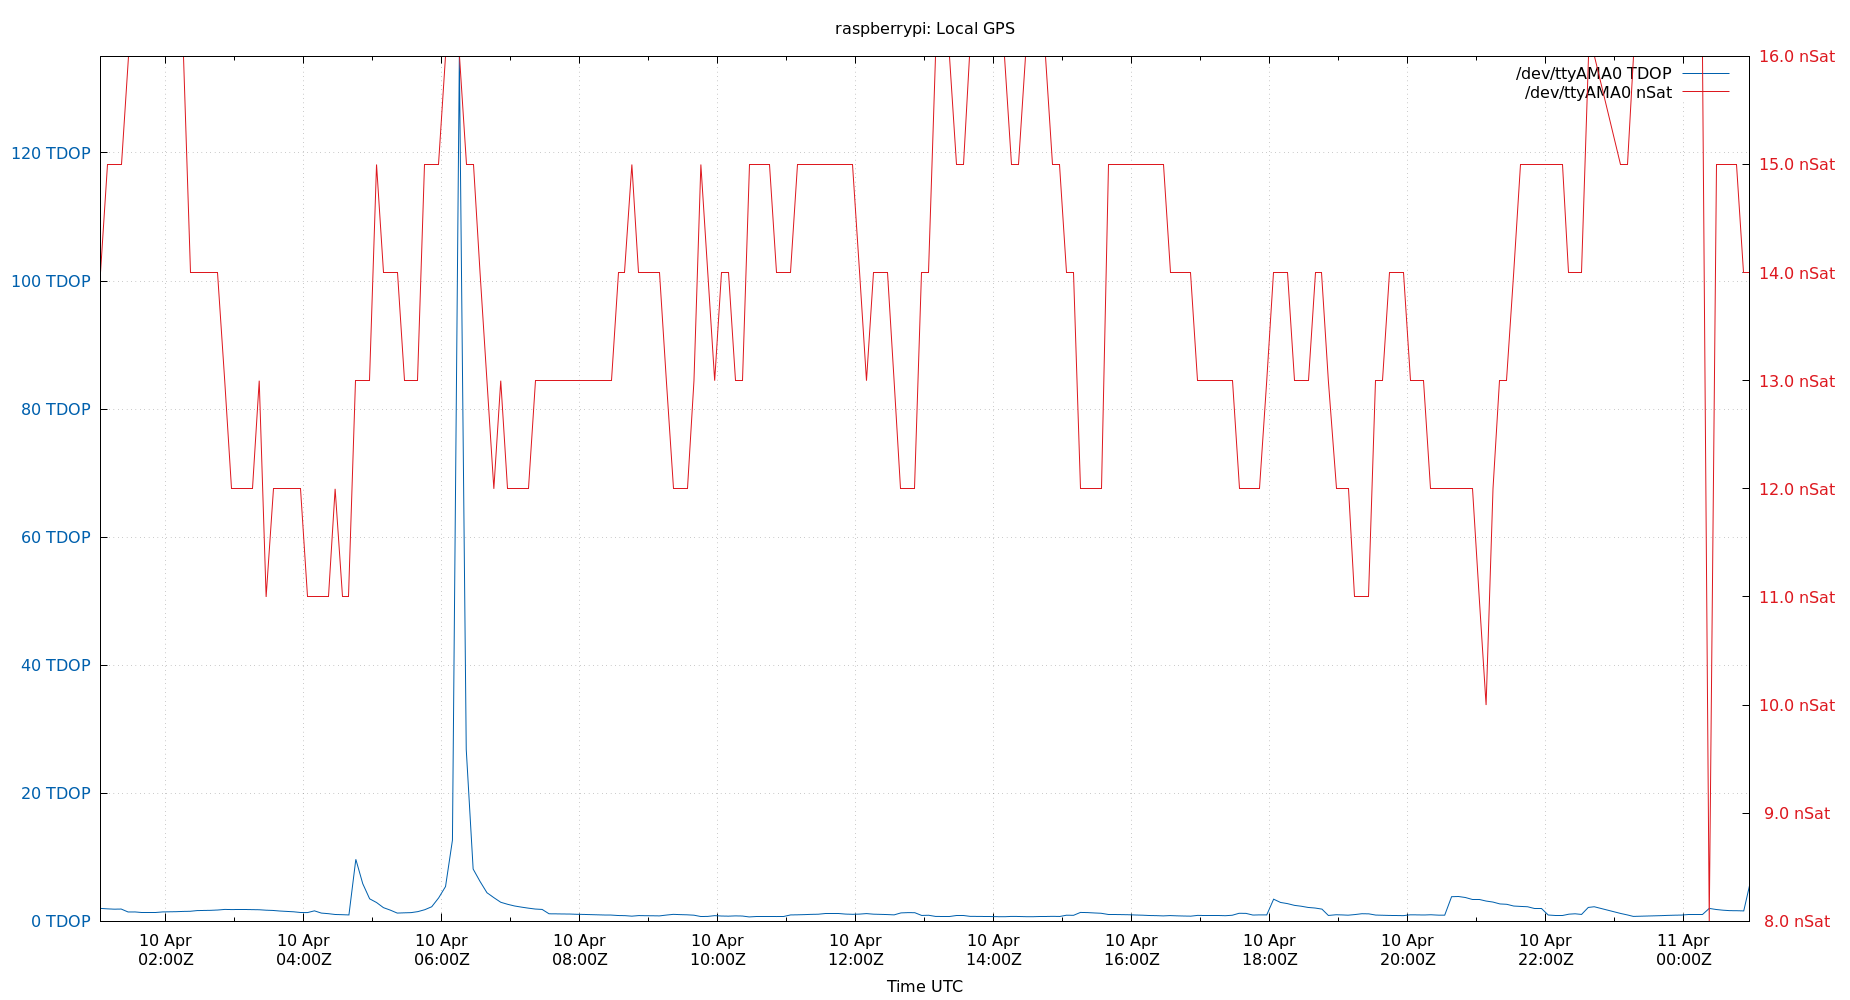 raspberrypi: Local GPS
/dev/ttyAMA0 TDOP
/dev/ttyAMA0 nSat
120 TDOP
100 TDOP
80 TDOP
60 TDOP
40 TDOP
20 TDOP
0 TDOP
16.0 nSat
15.0 nSat
14.0 nSat
13.0 nSat
12.0 nSat
11.0 nSat
10.0 nSat
9.0 nSat
8.0 nSat
10 Apr 10 Apr 10 Apr 10 Apr 10 Apr 10 Apr 10 Apr 10 Apr 10 Apr 10 Apr 10 Apr 11 Apr
02:00Z 04:00Z 06:00Z 08:00Z 10:00Z 12:00Z 14:00Z 16:00Z 18:00Z 20:00Z 22:00Z 00:00Z
Time UTC